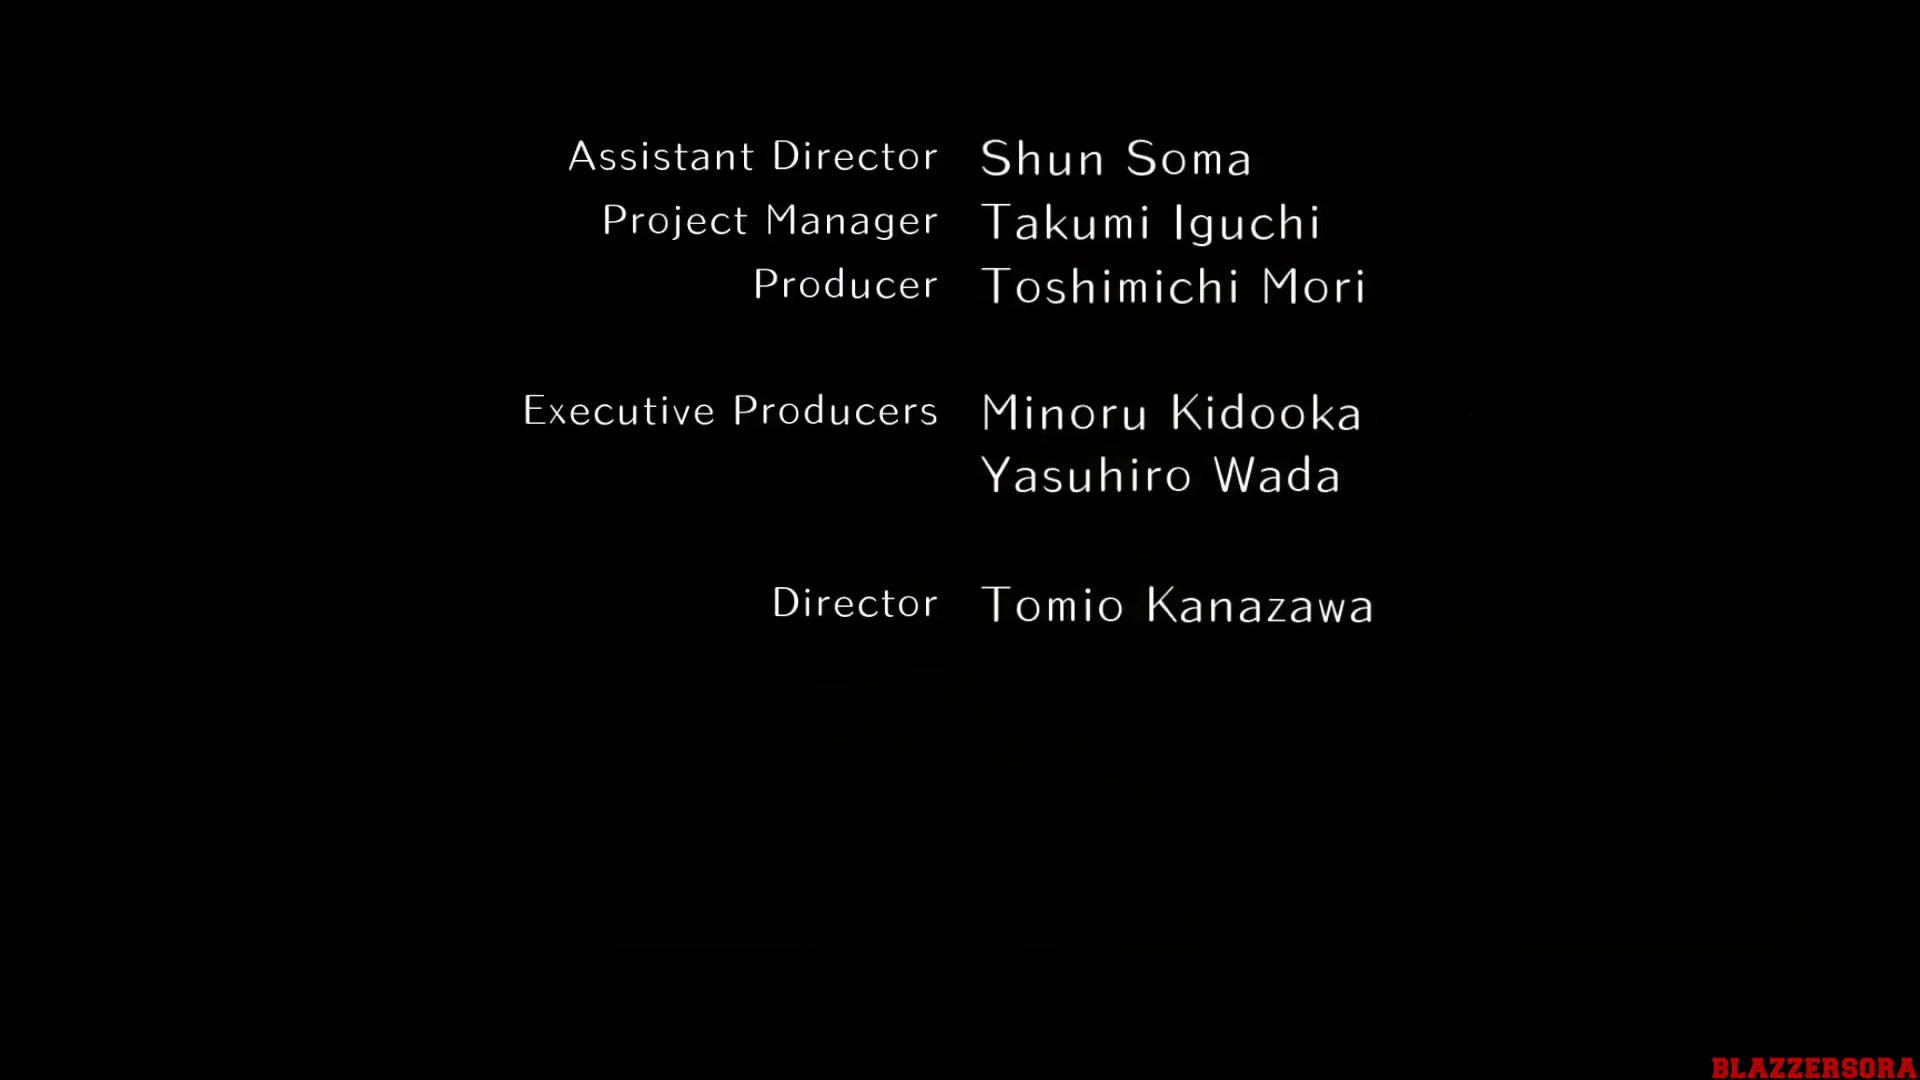 Assistant Director Shun Soma
Project Manager Takumi Iguchi
Producer Toshimichi Mori
Executive Producers Minoru Kidooka
Yasuhiro Wada
Director Tomio Kanazawa
BLAZZERSORA